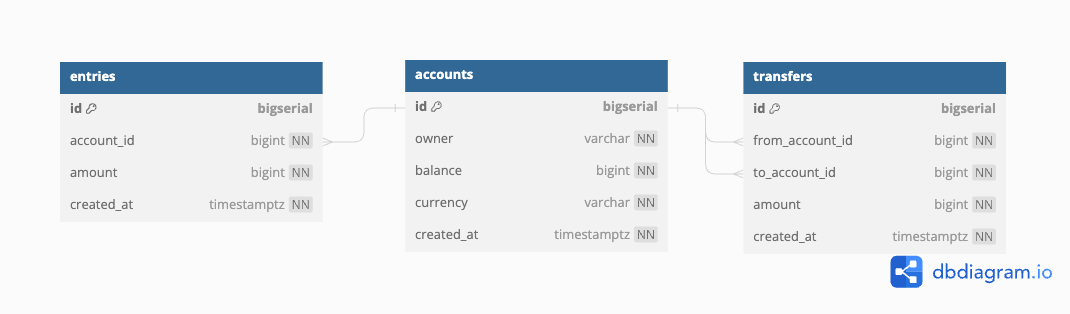 entries
id bigserial
account_id bigint NN
amount bigint NN
created_at timestamptz NN
accounts
id bigserial
owner varchar NN
balance bigint NN
currency varchar NN
created_at timestamptz NN
transfers
id bigserial
from_account_id bigint NN
to_account_id bigint NN
amount bigint NN
created_at timestamptz NN
dbdiagram.io